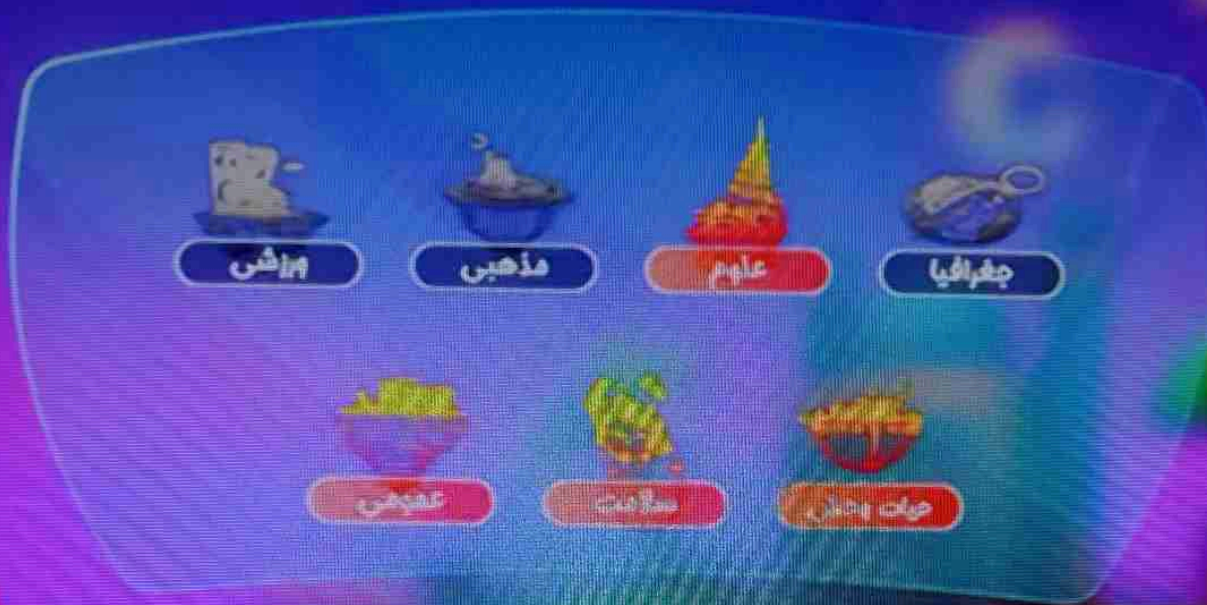 جغرافیا
علوم
مذهبی
ورزشی
حیات وحش
سلامت
عمومی